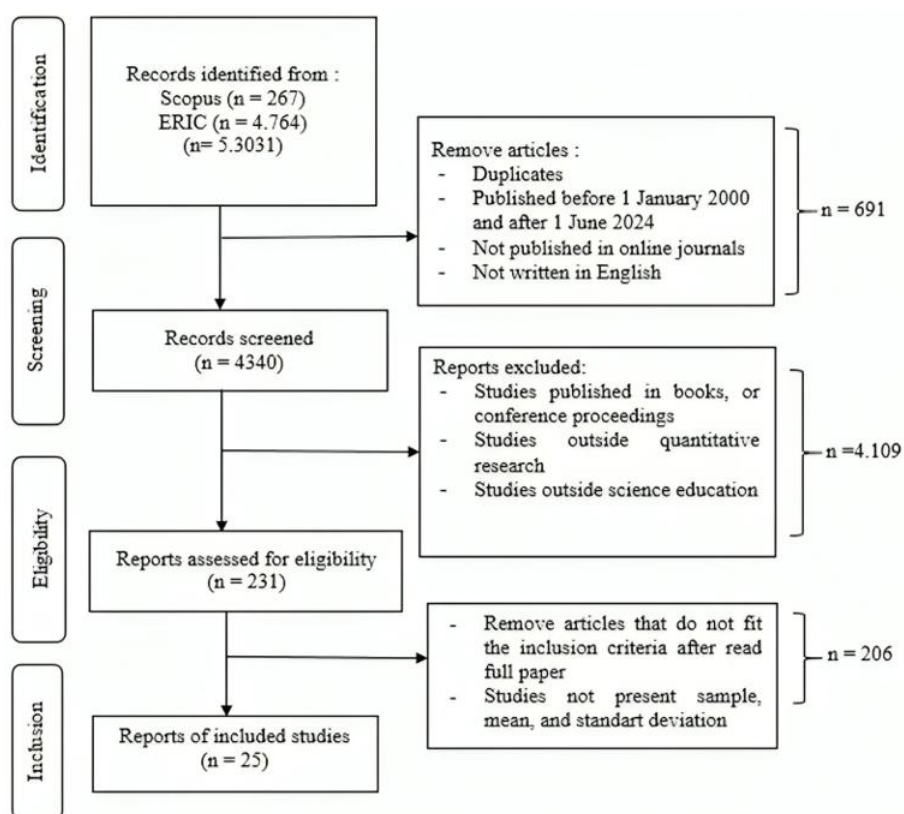 Identification
Records identified from :
Scopus (n = 267)
ERIC (n = 4.764)
(n= 5.3031)
Remove articles :
- Duplicates
- Published before 1 January 2000
and after 1 June 2024
- Not published in online journals
- Not written in English
n = 691
Screening
Records screened
(n = 4340)
Reports excluded:
- Studies published in books, or
conference proceedings
- Studies outside quantitative
research
- Studies outside science education
n =4.109
Eligibility
Reports assessed for eligibility
(n = 231)
- Remove articles that do not fit
the inclusion criteria after read
full paper
- Studies not present sample,
mean, and standart deviation
n = 206
Inclusion
Reports of included studies
(n = 25)